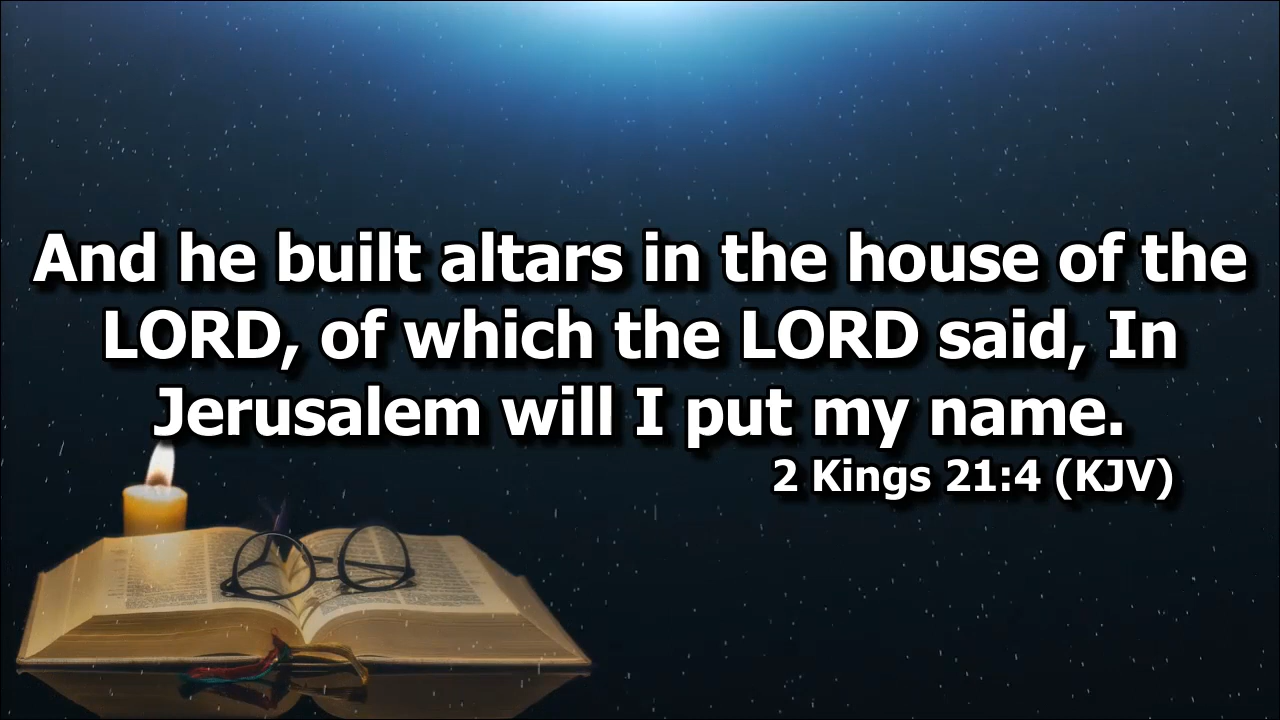 And he built altars in the house of the
LORD, of which the LORD said, In
Jerusalem will I put my name.
2 Kings 21:4 (KJV)